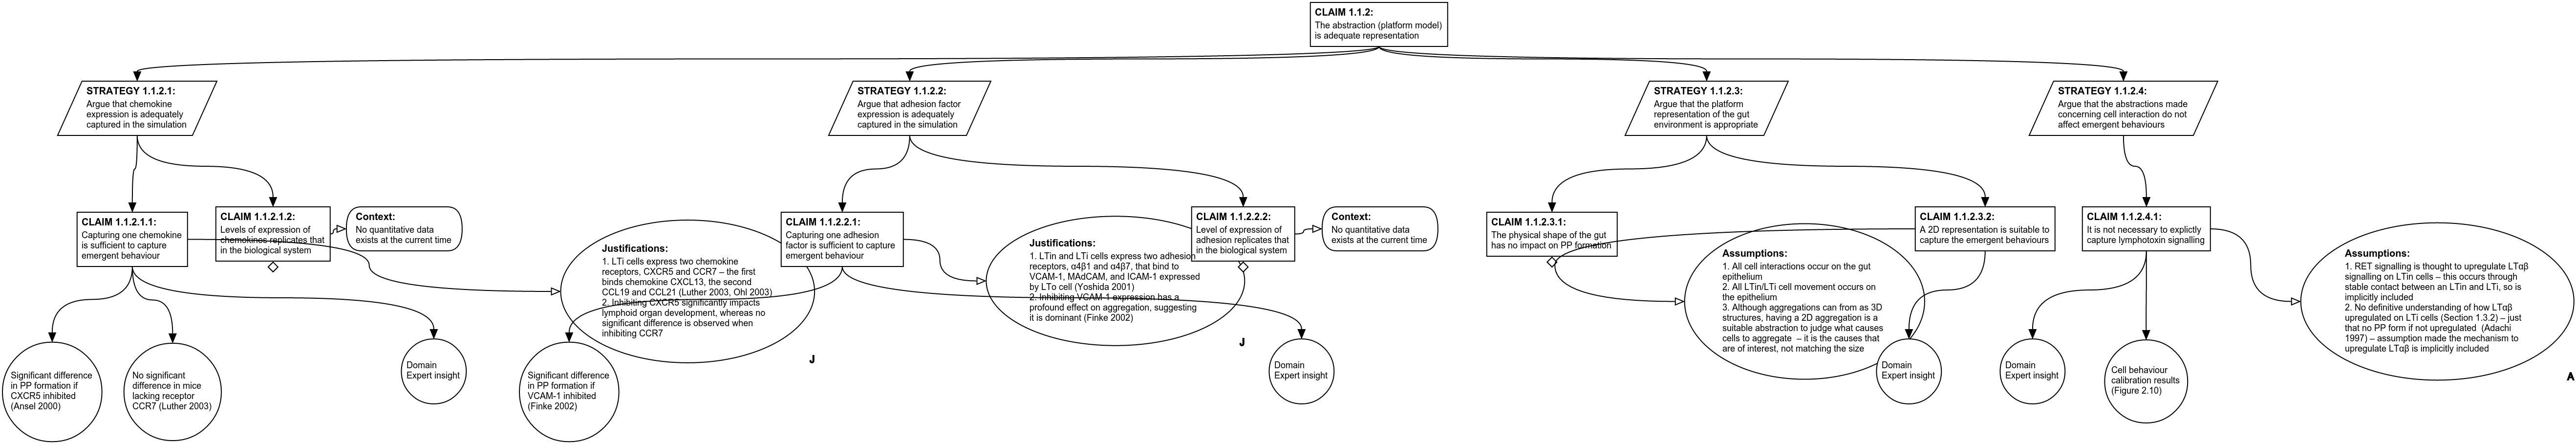 CLAIM 1.1.2:
The abstraction (platform model)
is adequate representation
STRATEGY 1.1.2.1:
Argue that chemokine
expression is adequately
captured in the simulation
STRATEGY 1.1.2.2:
Argue that adhesion factor
expression is adequately
captured in the simulation
STRATEGY 1.1.2.3:
Argue that the platform
representation of the gut
environment is appropriate
STRATEGY 1.1.2.4:
Argue that the abstractions made
concerning cell interaction do not
affect emergent behaviours
CLAIM 1.1.2.1.1:
Capturing one chemokine
is sufficient to capture
emergent behaviour
CLAIM 1.1.2.1.2:
Levels of expression of
chemokines replicates that
in the biological system
Context:
No quantitative data
exists at the current time
Justifications:
1. LTi cells express two chemokine
receptors, CXCR5 and CCR7 – the first
binds chemokine CXCL13, the second
CCL19 and CCL21 (Luther 2003, Ohl 2003)
2. Inhibiting CXCR5 significantly impacts
lymphoid organ development, whereas no
significant difference is observed when
inhibiting CCR7
J
CLAIM 1.1.2.2.1:
Capturing one adhesion
factor is sufficient to capture
emergent behaviour
Justifications:
1. LTin and LTi cells express two adhesion
receptors, α4β1 and α4β7, that bind to
VCAM-1, MAdCAM, and ICAM-1 expressed
by LTo cell (Yoshida 2001)
2. Inhibiting VCAM-1 expression has a
profound effect on aggregation, suggesting
it is dominant (Finke 2002)
J
CLAIM 1.1.2.2.2:
Level of expression of
adhesion replicates that
in the biological system
Context:
No quantitative data
exists at the current time
CLAIM 1.1.2.3.1:
The physical shape of the gut
has no impact on PP formation
Assumptions:
1. All cell interactions occur on the gut
epithelium
2. All LTin/LTi cell movement occurs on
the epithelium
3. Although aggregations can from as 3D
structures, having a 2D aggregation is a
suitable abstraction to judge what causes
cells to aggregate – it is the causes that
are of interest, not matching the size
CLAIM 1.1.2.3.2:
A 2D representation is suitable to
capture the emergent behaviours
CLAIM 1.1.2.4.1:
It is not necessary to explictly
capture lymphotoxin signalling
Assumptions:
1. RET signalling is thought to upregulate LTαβ
signalling on LTin cells – this occurs through
stable contact between an LTin and LTi, so is
implicitly included
2. No definitive understanding of how LTαβ
upregulated on LTi cells (Section 1.3.2) – just
that no PP form if not upregulated (Adachi
1997) – assumption made the mechanism to
upregulate LTαβ is implicitly included
A
Significant difference
in PP formation if
CXCR5 inhibited
(Ansel 2000)
No significant
difference in mice
lacking receptor
CCR7 (Luther 2003)
Domain
Expert insight
Significant difference
in PP formation if
VCAM-1 inhibited
(Finke 2002)
Domain
Expert insight
Domain
Expert insight
Domain
Expert insight
Cell behaviour
calibration results
(Figure 2.10)